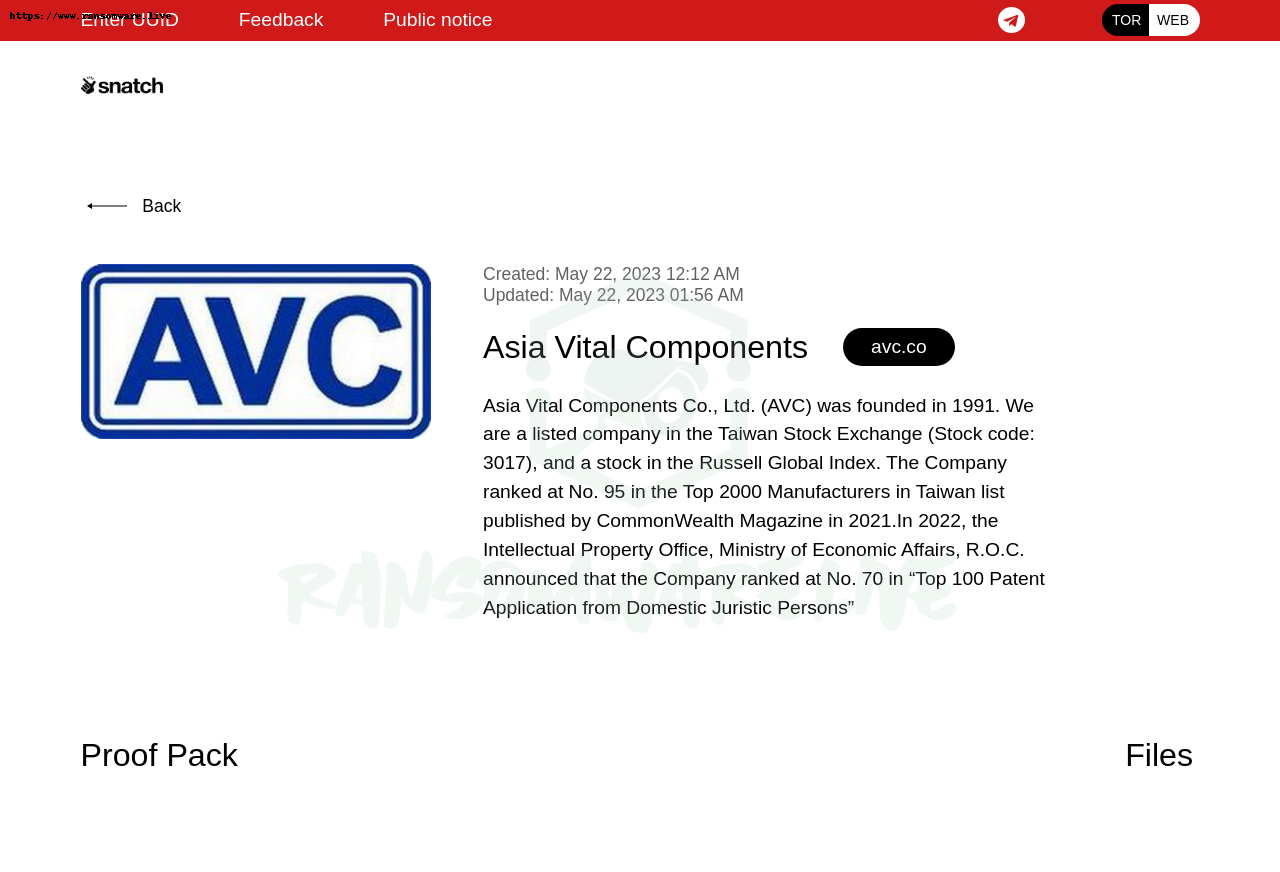 https://www.ransomware.live
Enter UUID
Feedback
Public notice
TOR
WEB
snatch
Back
AVC
Created: May 22, 2023 12:12 AM
Updated: May 22, 2023 01:56 AM
Asia Vital Components
avc.co
Asia Vital Components Co., Ltd. (AVC) was founded in 1991. We
are a listed company in the Taiwan Stock Exchange (Stock code:
3017), and a stock in the Russell Global Index. The Company
ranked at No. 95 in the Top 2000 Manufacturers in Taiwan list
published by CommonWealth Magazine in 2021.In 2022, the
Intellectual Property Office, Ministry of Economic Affairs, R.O.C.
announced that the Company ranked at No. 70 in “Top 100 Patent
Application from Domestic Juristic Persons”
RANSOMWARE.LIVE
Proof Pack
Files